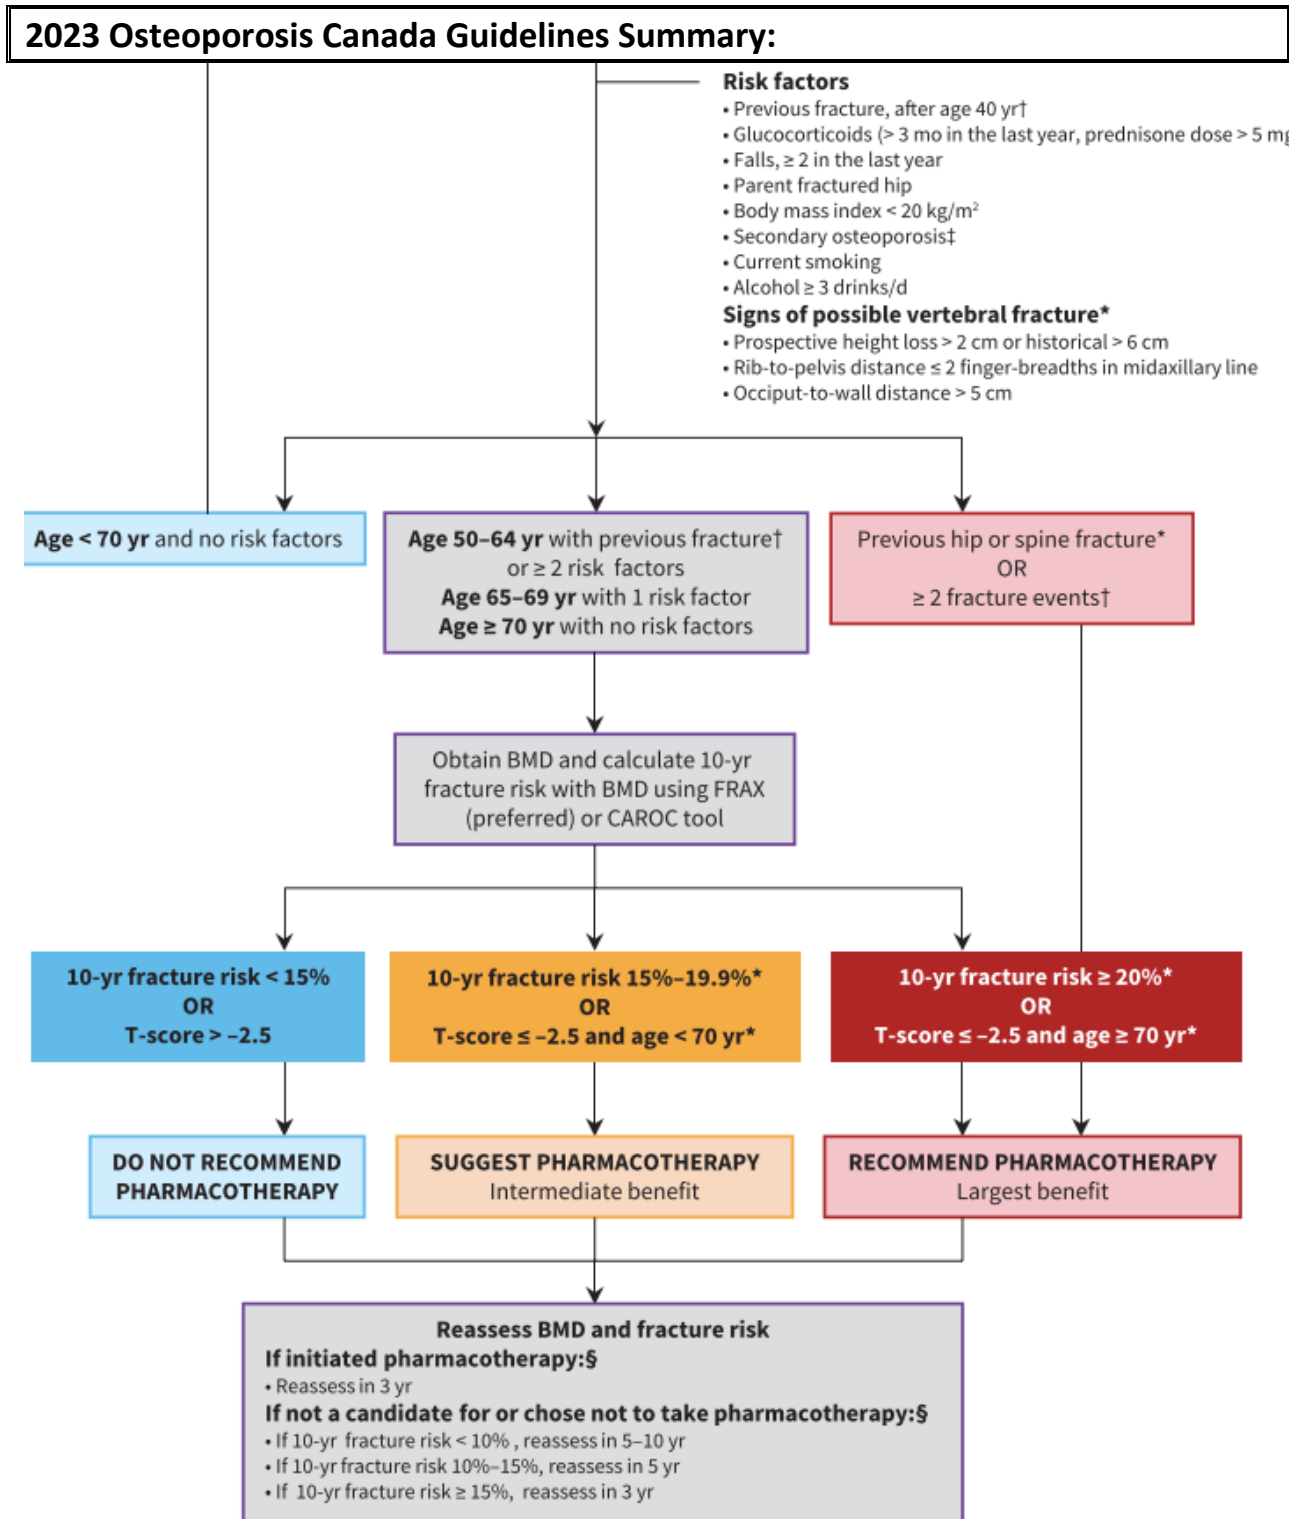 2023 Osteoporosis Canada Guidelines Summary:
Risk factors
• Previous fracture, after age 40 yr†
• Glucocorticoids (> 3 mo in the last year, prednisone dose > 5 mg
• Falls, ≥ 2 in the last year
• Parent fractured hip
• Body mass index < 20 kg/m²
• Secondary osteoporosis‡
• Current smoking
• Alcohol ≥ 3 drinks/d
Signs of possible vertebral fracture*
• Prospective height loss > 2 cm or historical > 6 cm
• Rib-to-pelvis distance ≤ 2 finger-breadths in midaxillary line
• Occiput-to-wall distance > 5 cm
Age < 70 yr and no risk factors
Age 50–64 yr with previous fracture†
or ≥ 2 risk factors
Age 65–69 yr with 1 risk factor
Age ≥ 70 yr with no risk factors
Previous hip or spine fracture*
OR
≥ 2 fracture events†
Obtain BMD and calculate 10-yr
fracture risk with BMD using FRAX
(preferred) or CAROC tool
10-yr fracture risk < 15%
OR
T-score > –2.5
10-yr fracture risk 15%–19.9%*
OR
T-score ≤ –2.5 and age < 70 yr*
10-yr fracture risk ≥ 20%*
OR
T-score ≤ –2.5 and age ≥ 70 yr*
DO NOT RECOMMEND
PHARMACOTHERAPY
SUGGEST PHARMACOTHERAPY
Intermediate benefit
RECOMMEND PHARMACOTHERAPY
Largest benefit
Reassess BMD and fracture risk
If initiated pharmacotherapy:§
• Reassess in 3 yr
If not a candidate for or chose not to take pharmacotherapy:§
• If 10-yr fracture risk < 10% , reassess in 5–10 yr
• If 10-yr fracture risk 10%–15%, reassess in 5 yr
• If 10-yr fracture risk ≥ 15%, reassess in 3 yr